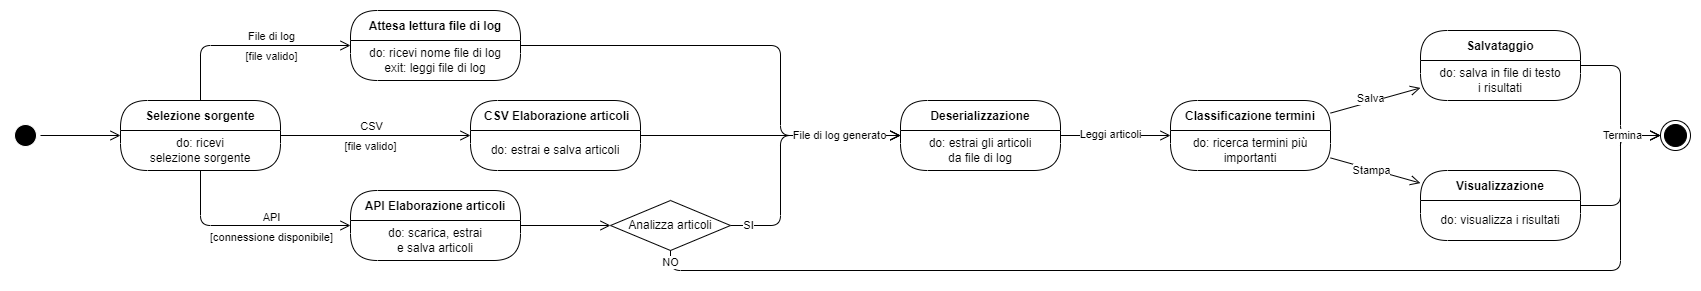 Attesa lettura file di log
do: ricevi nome file di log
exit: leggi file di log
File di log
[file valido]
Selezione sorgente
do: ricevi
selezione sorgente
CSV
[file valido]
CSV Elaborazione articoli
do: estrai e salva articoli
API
[connessione disponibile]
API Elaborazione articoli
do: scarica, estrai
e salva articoli
Analizza articoli
SI
NO
File di log generato
Deserializzazione
do: estrai gli articoli
da file di log
Leggi articoli
Classificazione termini
do: ricerca termini più
importanti
Salva
Stampa
Salvataggio
do: salva in file di testo
i risultati
Visualizzazione
do: visualizza i risultati
Termina